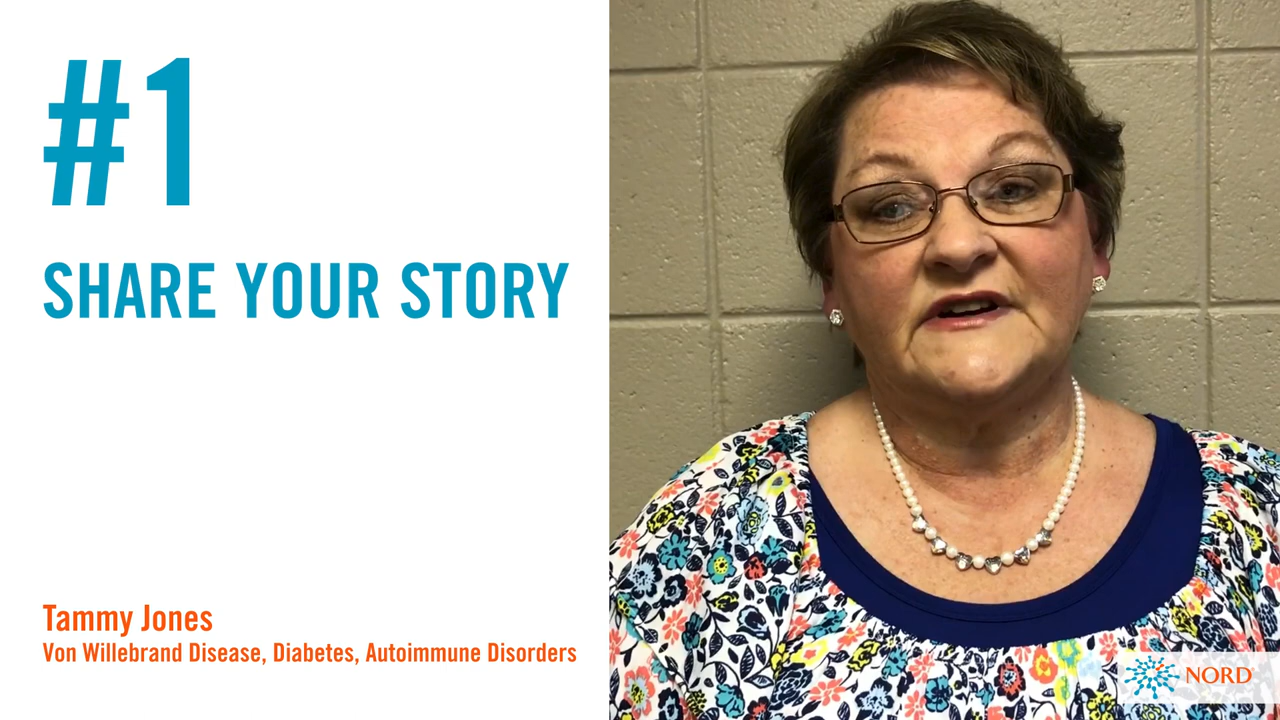 #1
SHARE YOUR STORY
Tammy Jones
Von Willebrand Disease, Diabetes, Autoimmune Disorders
NORD